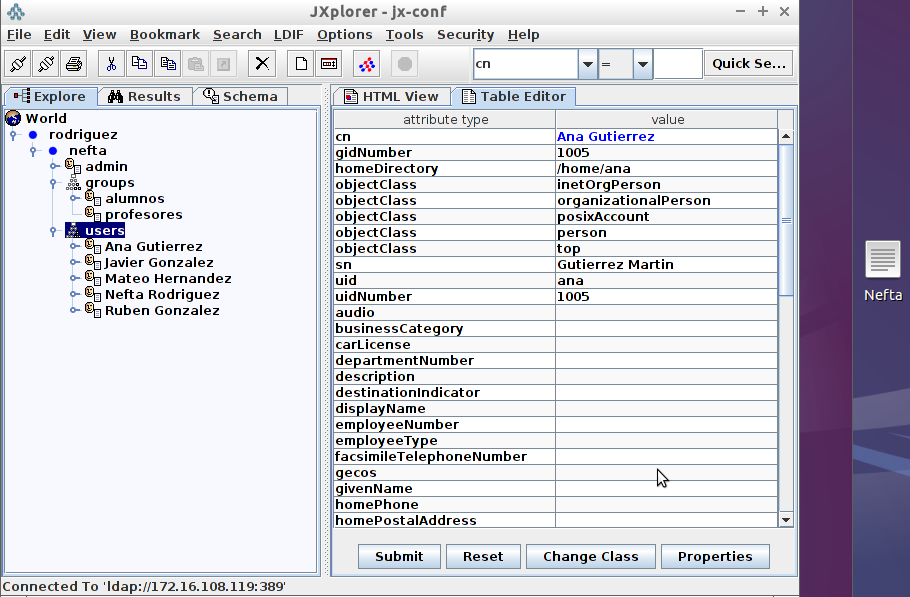 JXplorer - jx-conf
File Edit View Bookmark Search LDIF Options Tools Security Help
cn = Quick Se...
Explore Results Schema HTML View Table Editor
World
rodriguez
nefta
admin
groups
alumnos
profesores
users
Ana Gutierrez
Javier Gonzalez
Mateo Hernandez
Nefta Rodriguez
Ruben Gonzalez
attribute type value
cn Ana Gutierrez
gidNumber 1005
homeDirectory /home/ana
objectClass inetOrgPerson
objectClass organizationalPerson
objectClass posixAccount
objectClass person
objectClass top
sn Gutierrez Martin
uid ana
uidNumber 1005
audio
businessCategory
carLicense
departmentNumber
description
destinationIndicator
displayName
employeeNumber
employeeType
facsimileTelephoneNumber
gecos
givenName
homePhone
homePostalAddress
Submit Reset Change Class Properties
Connected To 'ldap://172.16.108.119:389'
Nefta